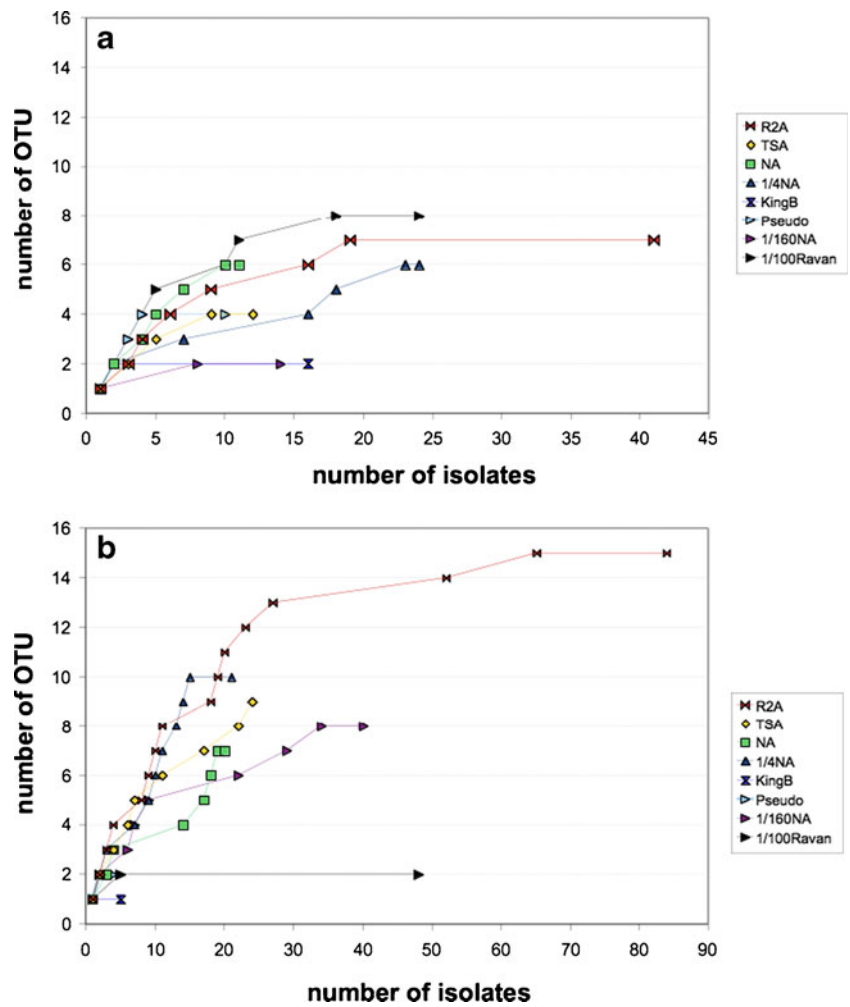 a
16
14
12
10
8
6
4
2
0
number of OTU
0 5 10 15 20 25 30 35 40 45
number of isolates
R2A
TSA
NA
1/4NA
KingB
Pseudo
1/160NA
1/100Ravan
b
16
14
12
10
8
6
4
2
0
number of OTU
0 10 20 30 40 50 60 70 80 90
number of isolates
R2A
TSA
NA
1/4NA
KingB
Pseudo
1/160NA
1/100Ravan